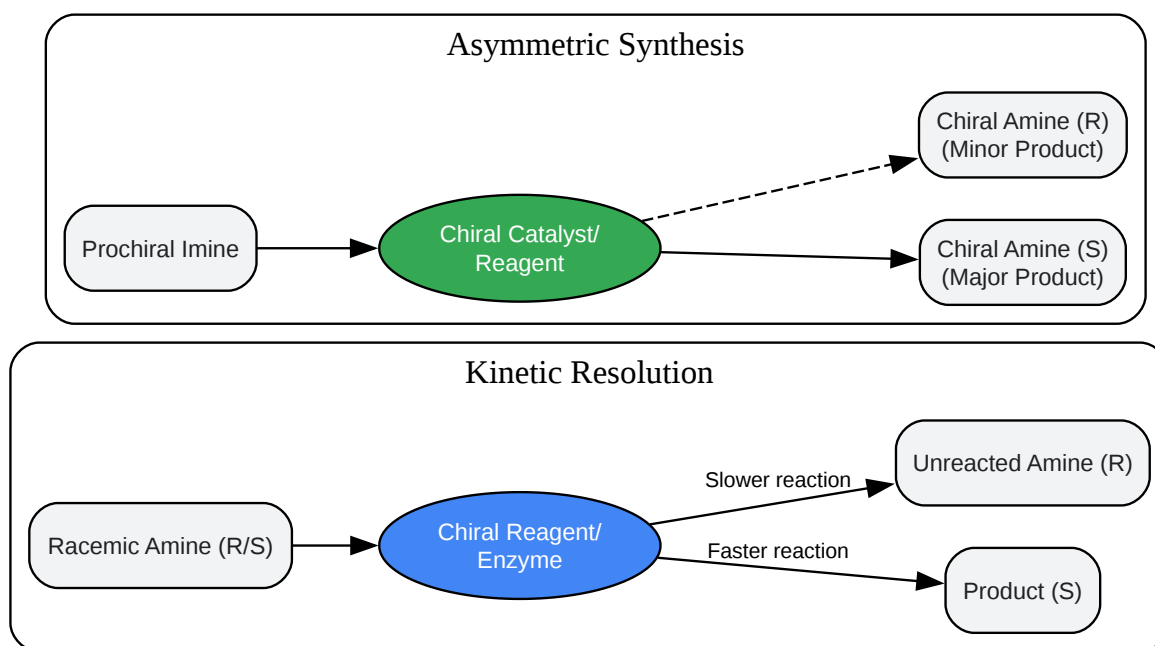 Asymmetric Synthesis
Chiral Amine (R)
(Minor Product)
Prochiral Imine
Chiral Catalyst/
Reagent
Chiral Amine (S)
(Major Product)
Kinetic Resolution
Unreacted Amine (R)
Slower reaction
Racemic Amine (R/S)
Chiral Reagent/
Enzyme
Faster reaction
Product (S)